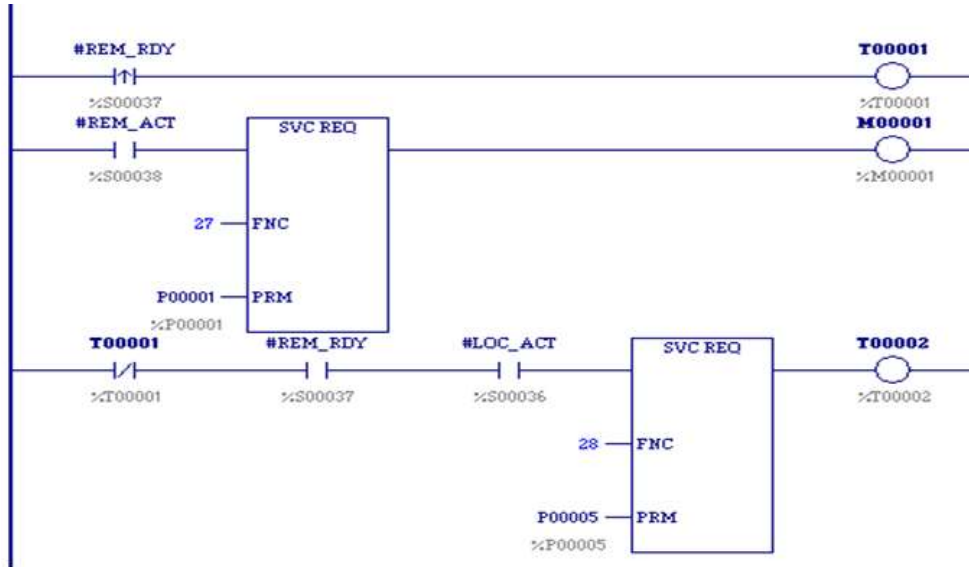 #REM_RDY T00001
%S00037 %T00001
#REM_ACT SVC REQ M00001
%S00038 %M00001
27 FNC
P00001 PRM
%P00001
T00001 #REM_RDY #LOC_ACT SVC REQ T00002
%T00001 %S00037 %S00036 %T00002
28 FNC
P00005 PRM
%P00005